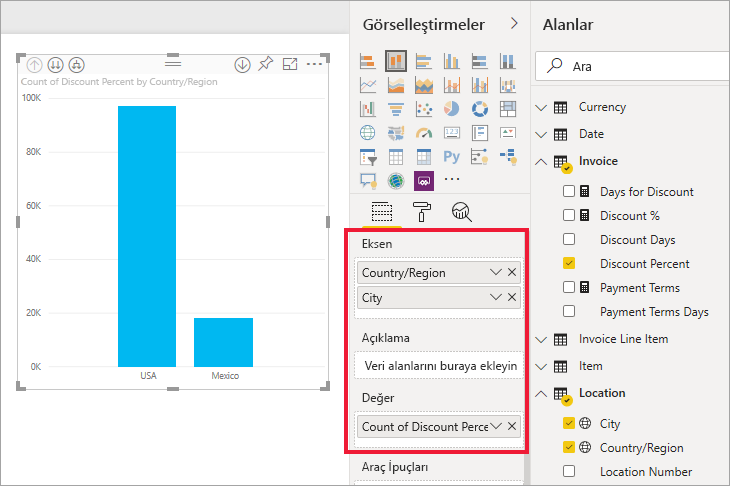 Count of Discount Percent by Country/Region
100K
80K
60K
40K
20K
0K
USA
Mexico
Görselleştirmeler
123
R
Py
Eksen
Country/Region
City
Açıklama
Veri alanlarını buraya ekleyin
Değer
Count of Discount Perce
Araç İpuçları
Alanlar
Ara
Currency
Date
Invoice
Days for Discount
Discount %
Discount Days
Discount Percent
Payment Terms
Payment Terms Days
Invoice Line Item
Item
Location
City
Country/Region
Location Number